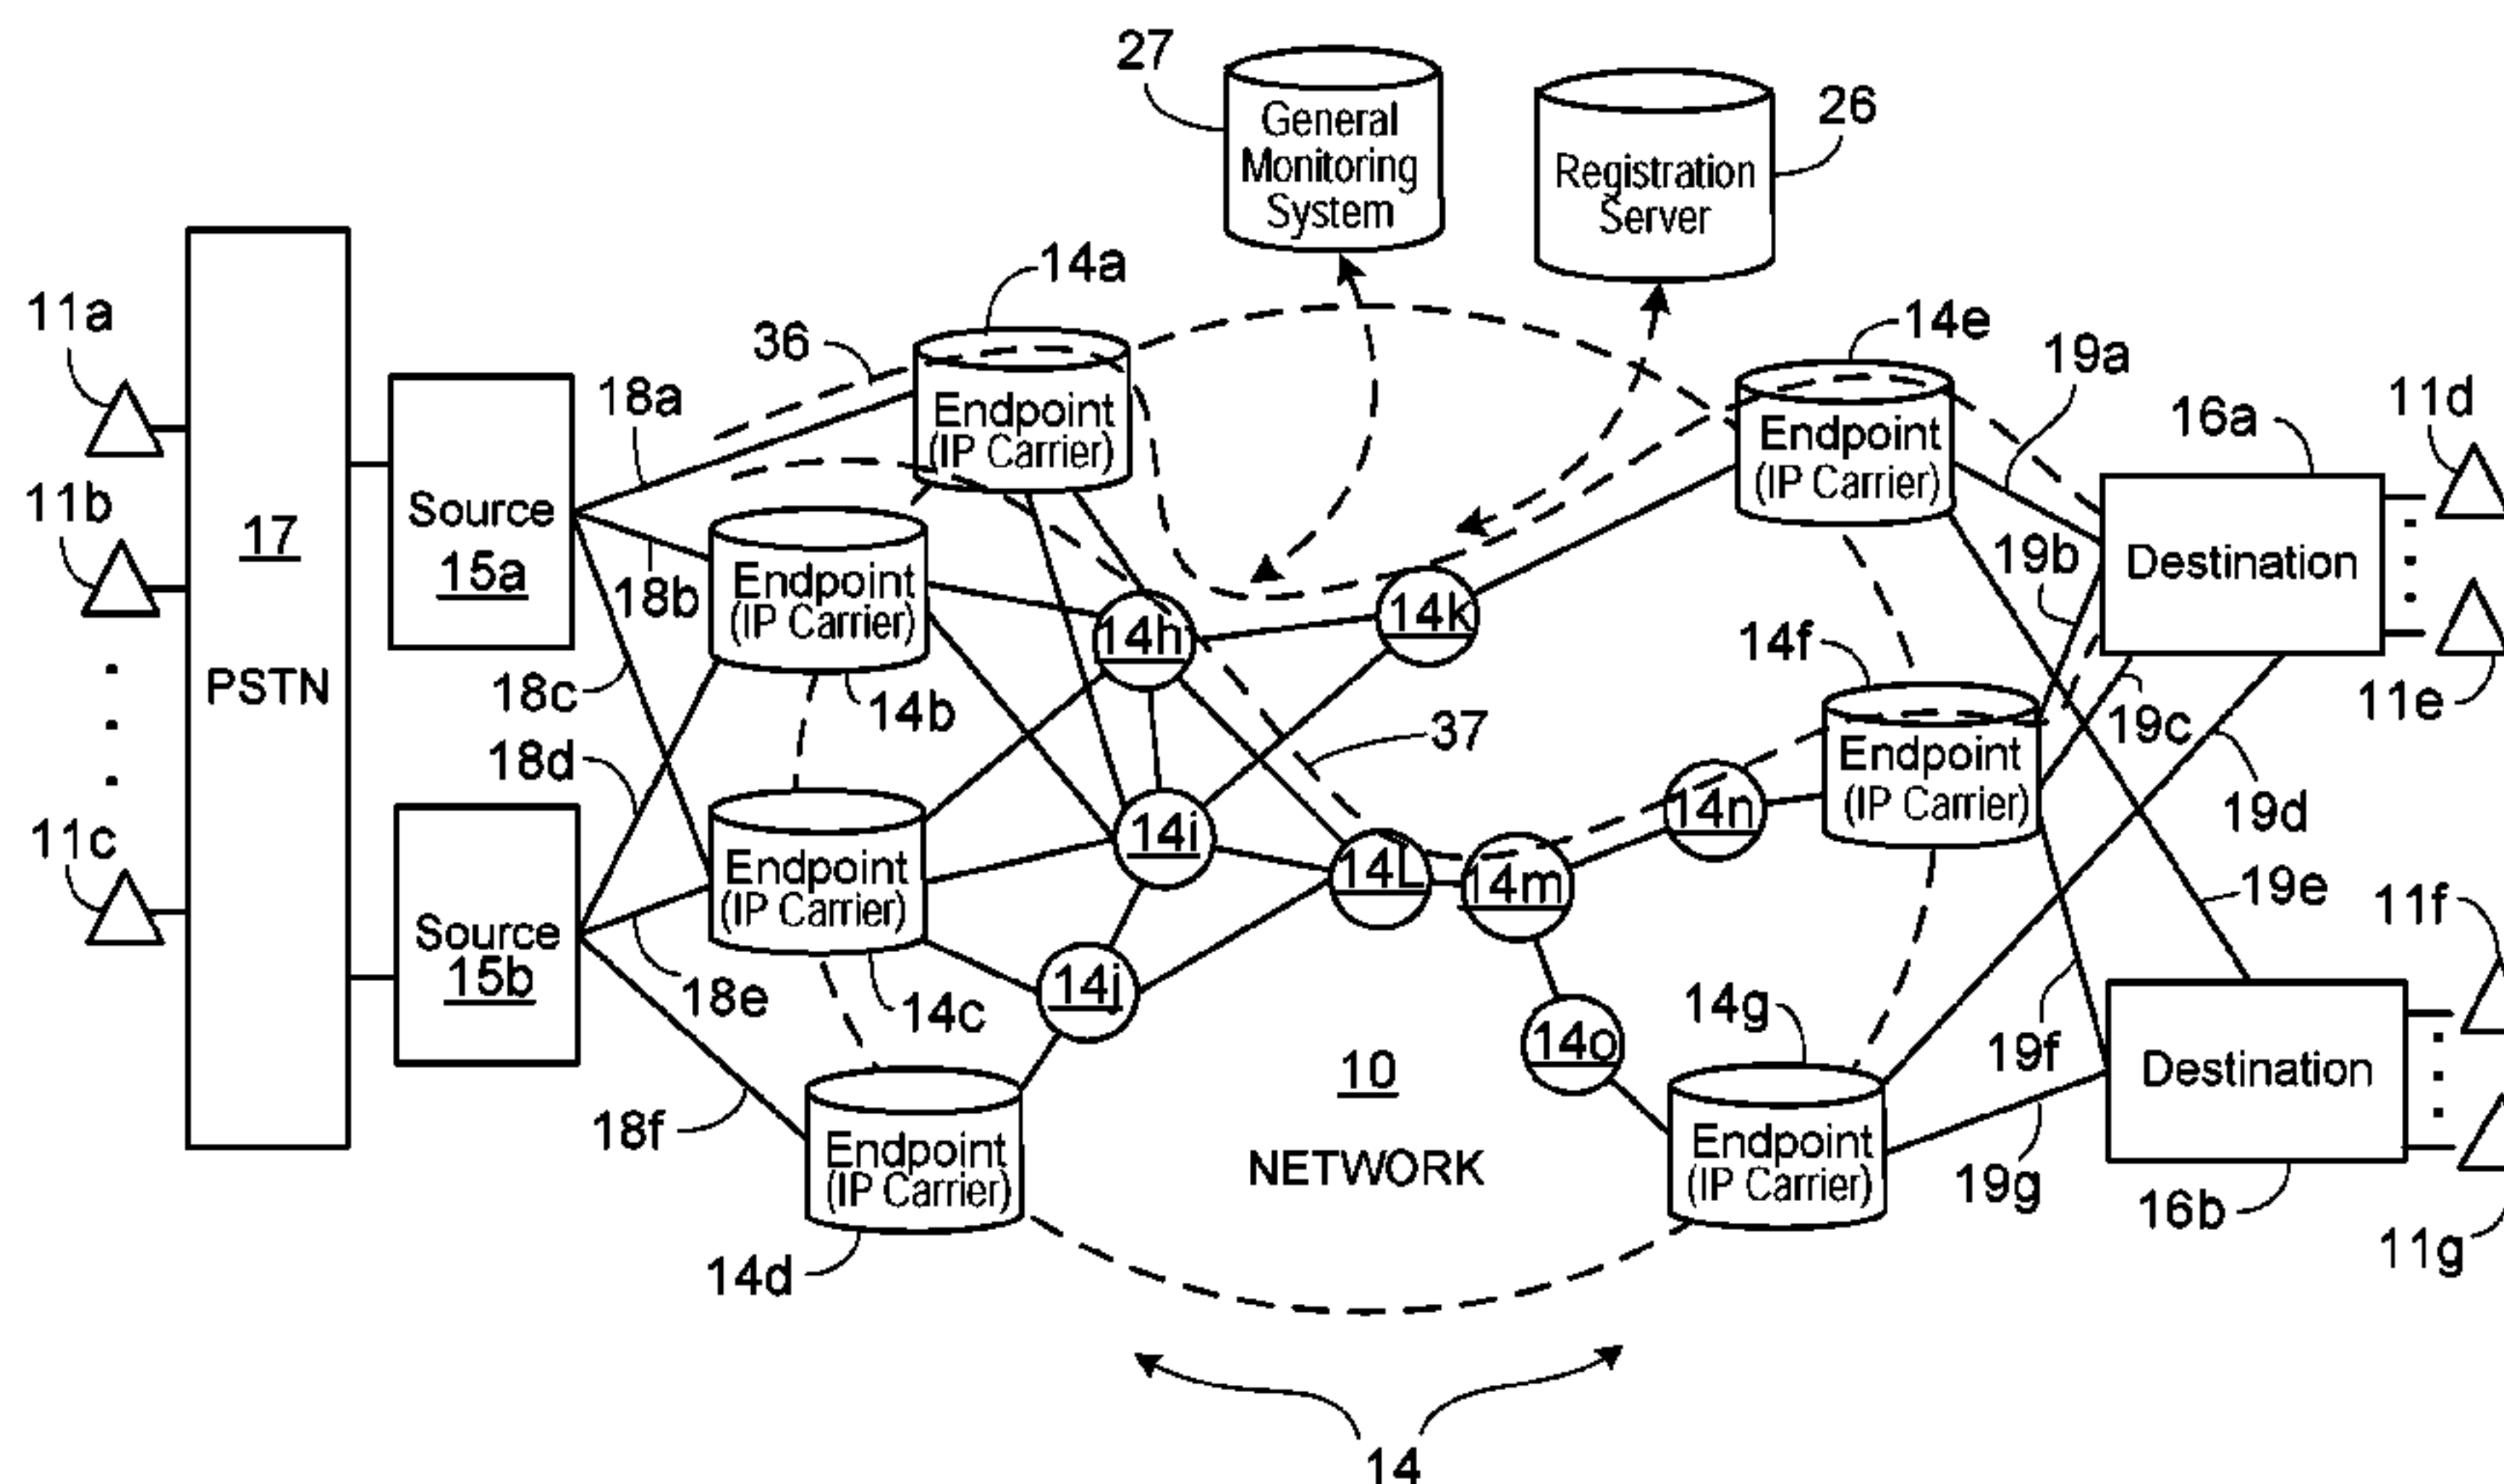 27
26
General
Monitoring
System
Registration
Server
14a
14e
11a
36
18a
19a
16a
11d
Endpoint
(IP Carrier)
Endpoint
(IP Carrier)
11b
17
Source
15a
18b
Endpoint
(IP Carrier)
19b
Destination
14h
14k
14f
PSTN
18c
14b
11e
19c
37
18d
Endpoint
(IP Carrier)
14n
19d
11c
14i
Endpoint
(IP Carrier)
14L
14m
19e
11f
Source
15b
18e
14c
14j
14g
14o
19f
10
Destination
18f
Endpoint
(IP Carrier)
NETWORK
Endpoint
(IP Carrier)
19g
16b
14d
11g
14